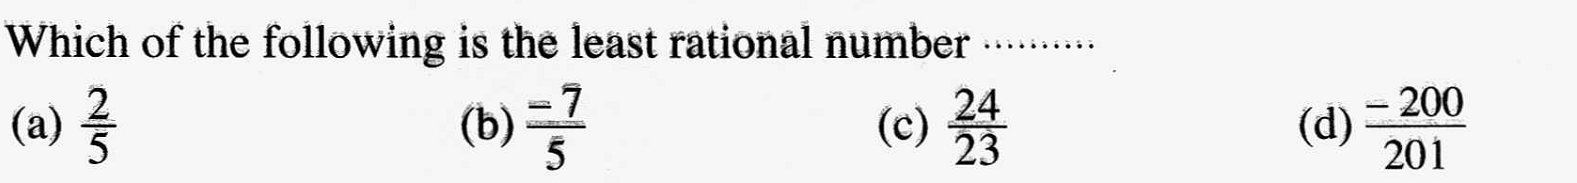 Which of the following is the least rational number ..........
(a) 2/5 (b) -7/5 (c) 24/23 (d) -200/201